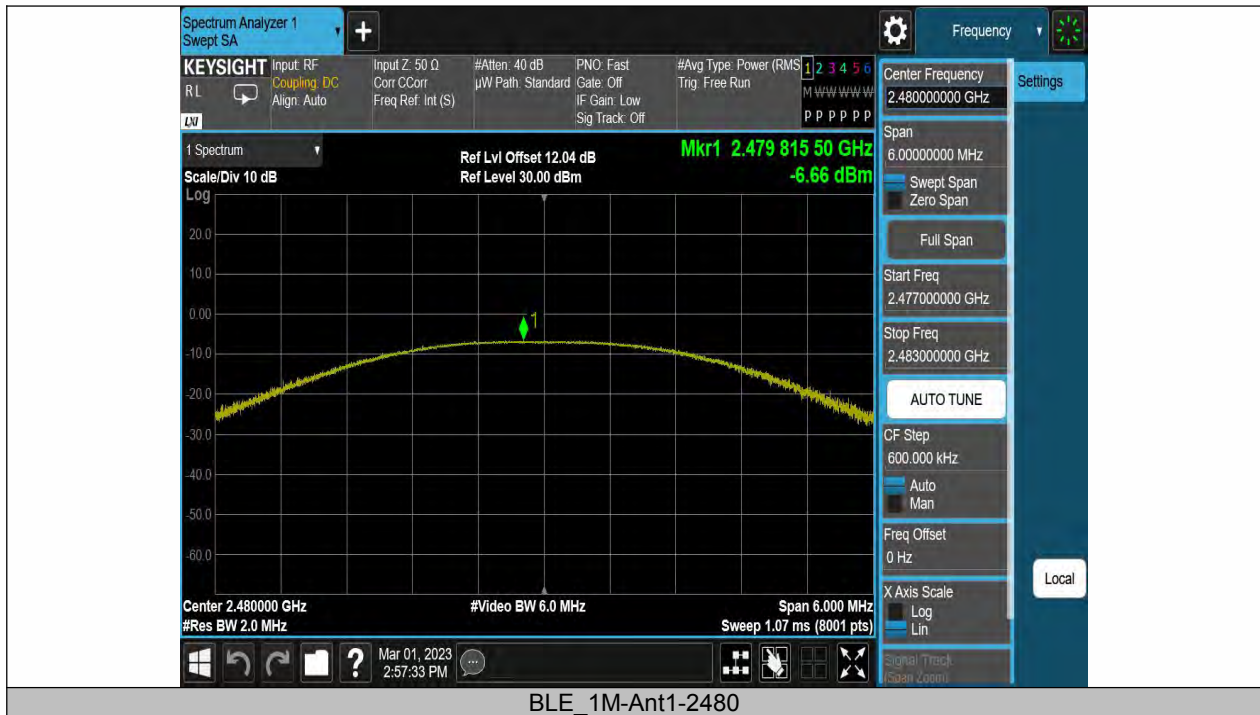 Spectrum Analyzer 1
Swept SA
+
Frequency
KEYSIGHT
RL
LXI
Input: RF
Coupling: DC
Align: Auto
Input Z: 50 Ω
Corr CCorr
Freq Ref: Int (S)
#Atten: 40 dB
µW Path: Standard
PNO: Fast
Gate: Off
IF Gain: Low
Sig Track: Off
#Avg Type: Power (RMS
Trig: Free Run
1 2 3 4 5 6
M W W W W W
P P P P P P
1 Spectrum
Scale/Div 10 dB
Ref Lvl Offset 12.04 dB
Ref Level 30.00 dBm
Mkr1 2.479 815 50 GHz
-6.66 dBm
Log
20.0
10.0
0.00
-10.0
-20.0
-30.0
-40.0
-50.0
-60.0
1
Center 2.480000 GHz
#Res BW 2.0 MHz
#Video BW 6.0 MHz
Span 6.000 MHz
Sweep 1.07 ms (8001 pts)
Center Frequency
2.480000000 GHz
Settings
Span
6.00000000 MHz
Swept Span
Zero Span
Full Span
Start Freq
2.477000000 GHz
Stop Freq
2.483000000 GHz
AUTO TUNE
CF Step
600.000 kHz
Auto
Man
Freq Offset
0 Hz
X Axis Scale
Log
Lin
Signal Track
(Span Zoom)
Local
?
Mar 01, 2023
2:57:33 PM
BLE_1M-Ant1-2480